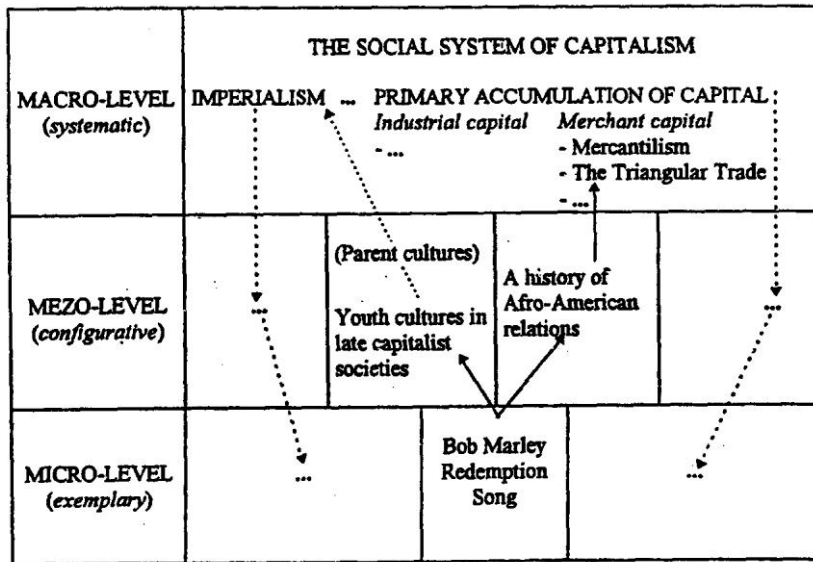 THE SOCIAL SYSTEM OF CAPITALISM
MACRO-LEVEL
(systematic)
IMPERIALISM ... PRIMARY ACCUMULATION OF CAPITAL
Industrial capital Merchant capital
- ...
- Mercantilism
- The Triangular Trade
- ...
MEZO-LEVEL
(configurative)
...
(Parent cultures)
Youth cultures in
late capitalist
societies
A history of
Afro-American
relations
...
MICRO-LEVEL
(exemplary)
...
Bob Marley
Redemption
Song
...